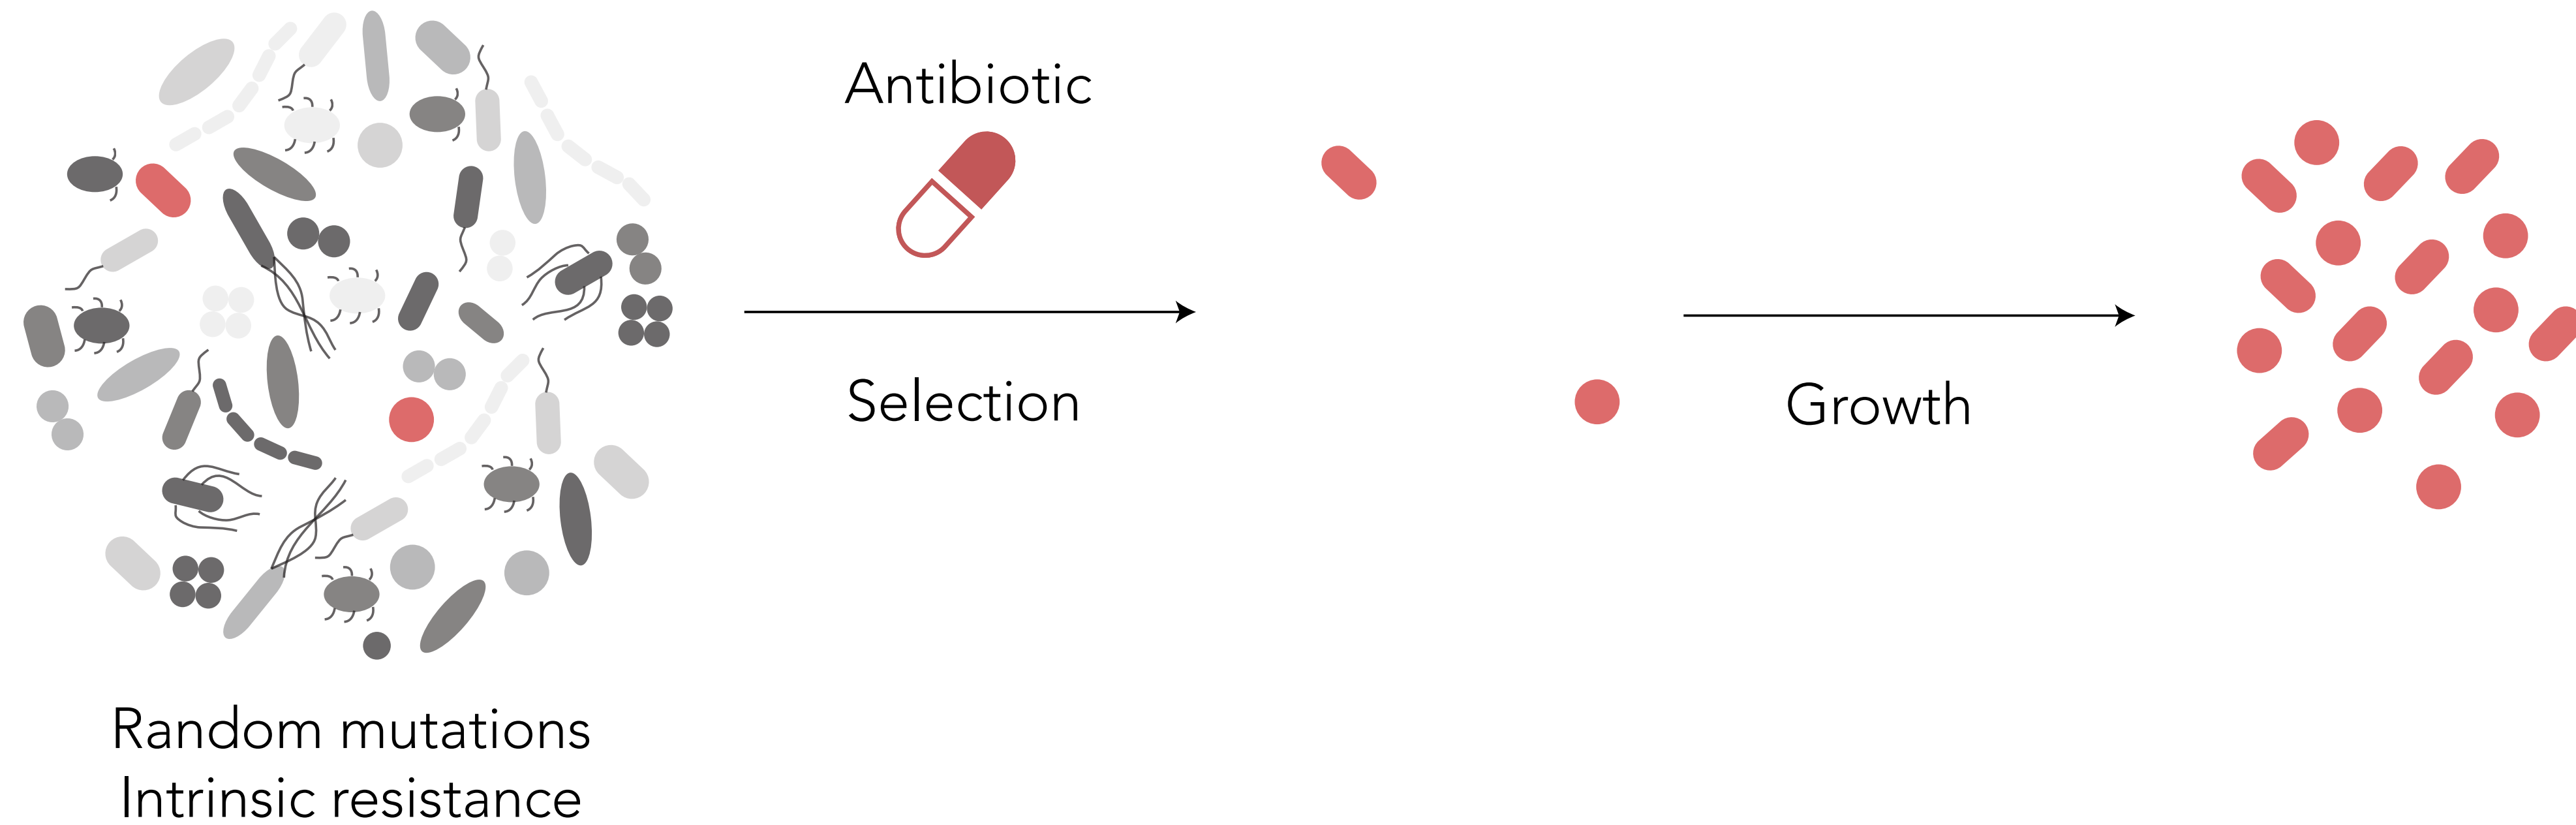 Antibiotic
Selection
Growth
Random mutations
Intrinsic resistance